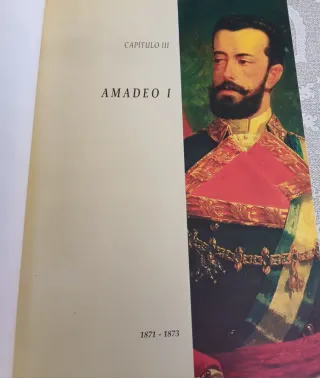 CAPÍTULO III
AMADEO I
1871 - 1873